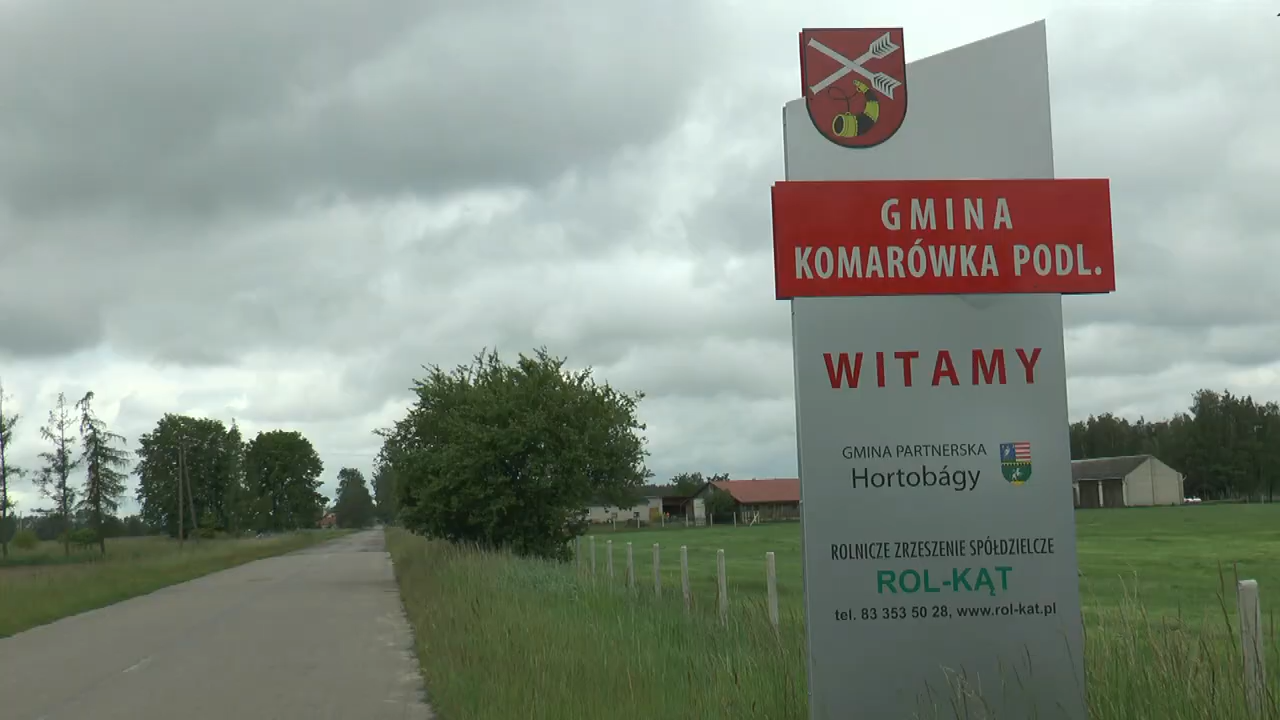 GMINA
KOMARÓWKA PODL.
WITAMY
GMINA PARTNERSKA
Hortobágy
ROLNICZE ZRZESZENIE SPÓŁDZIELCZE
ROL-KĄT
tel. 83 353 50 28, www.rol-kat.pl